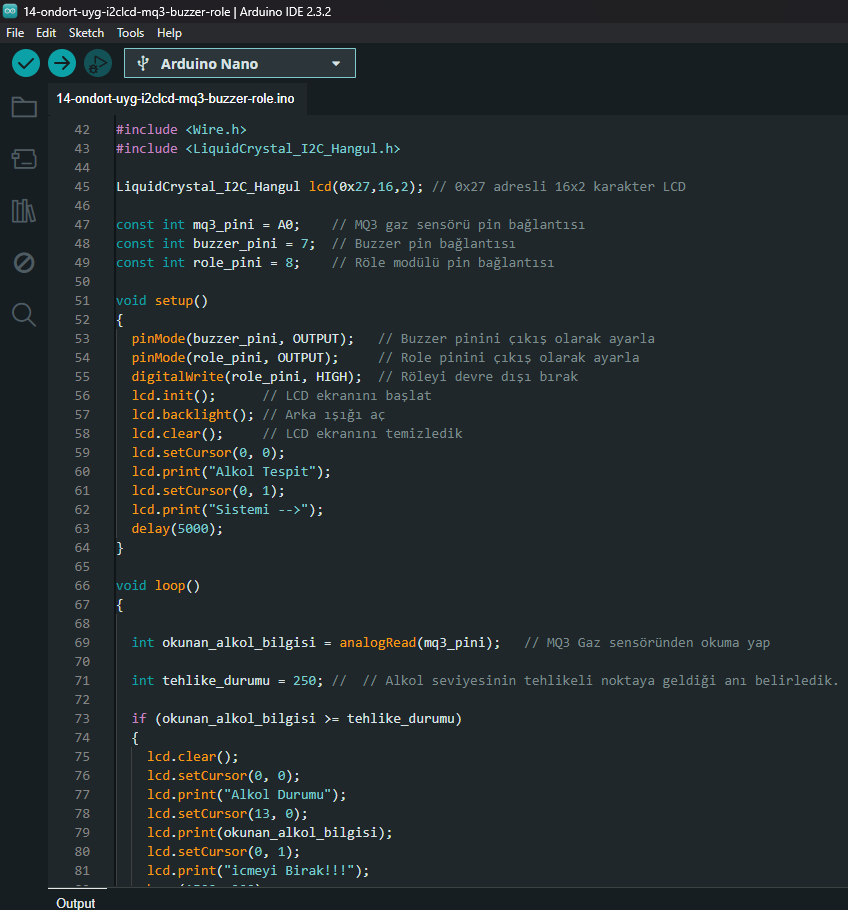 14-ondort-uyg-i2clcd-mq3-buzzer-role | Arduino IDE 2.3.2
File Edit Sketch Tools Help
Arduino Nano
14-ondort-uyg-i2clcd-mq3-buzzer-role.ino
42 #include <Wire.h>
43 #include <LiquidCrystal_I2C_Hangul.h>
44
45 LiquidCrystal_I2C_Hangul lcd(0x27,16,2); // 0x27 adresli 16x2 karakter LCD
46
47 const int mq3_pini = A0;    // MQ3 gaz sensörü pin bağlantısı
48 const int buzzer_pini = 7;  // Buzzer pin bağlantısı
49 const int role_pini = 8;    // Röle modülü pin bağlantısı
50
51 void setup()
52 {
53   pinMode(buzzer_pini, OUTPUT);   // Buzzer pinini çıkış olarak ayarla
54   pinMode(role_pini, OUTPUT);     // Role pinini çıkış olarak ayarla
55   digitalWrite(role_pini, HIGH);  // Röleyi devre dışı bırak
56   lcd.init();      // LCD ekranını başlat
57   lcd.backlight(); // Arka ışığı aç
58   lcd.clear();     // LCD ekranını temizledik
59   lcd.setCursor(0, 0);
60   lcd.print("Alkol Tespit");
61   lcd.setCursor(0, 1);
62   lcd.print("Sistemi -->");
63   delay(5000);
64 }
65
66 void loop()
67 {
68
69   int okunan_alkol_bilgisi = analogRead(mq3_pini);   // MQ3 Gaz sensöründen okuma yap
70
71   int tehlike_durumu = 250; //  // Alkol seviyesinin tehlikeli noktaya geldiği anı belirledik.
72
73   if (okunan_alkol_bilgisi >= tehlike_durumu)
74   {
75     lcd.clear();
76     lcd.setCursor(0, 0);
77     lcd.print("Alkol Durumu");
78     lcd.setCursor(13, 0);
79     lcd.print(okunan_alkol_bilgisi);
80     lcd.setCursor(0, 1);
81     lcd.print("icmeyi Birak!!!");
Output